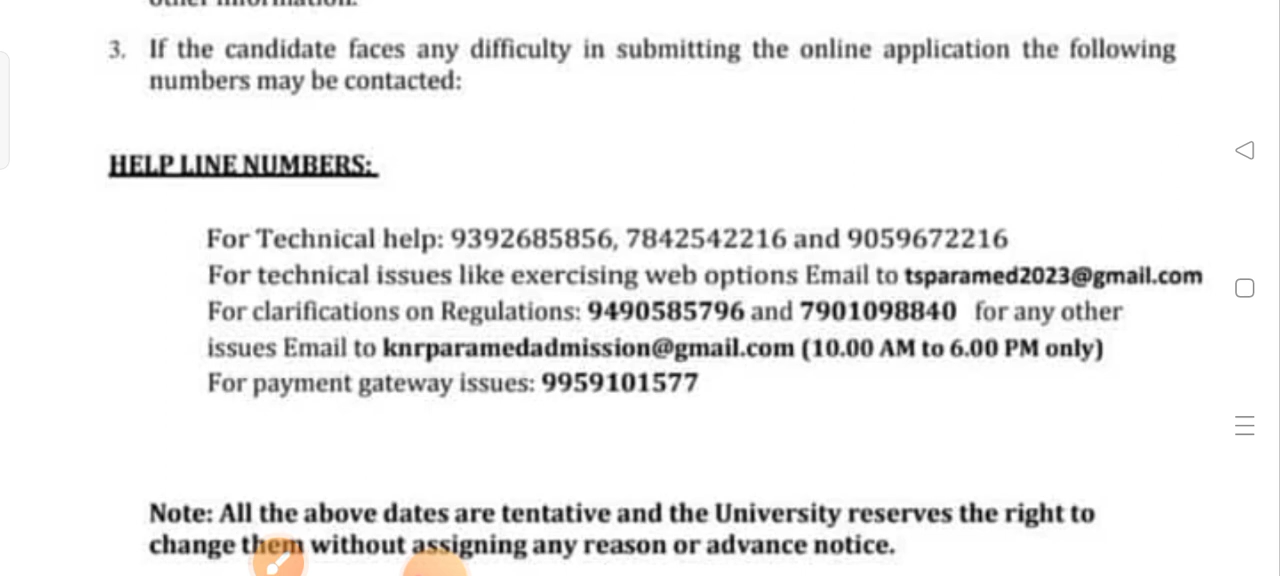 3. If the candidate faces any difficulty in submitting the online application the following
numbers may be contacted:
HELP LINE NUMBERS:
For Technical help: 9392685856, 7842542216 and 9059672216
For technical issues like exercising web options Email to tsparamed2023@gmail.com
For clarifications on Regulations: 9490585796 and 7901098840 for any other
issues Email to knrparamedadmission@gmail.com (10.00 AM to 6.00 PM only)
For payment gateway issues: 9959101577
Note: All the above dates are tentative and the University reserves the right to
change them without assigning any reason or advance notice.